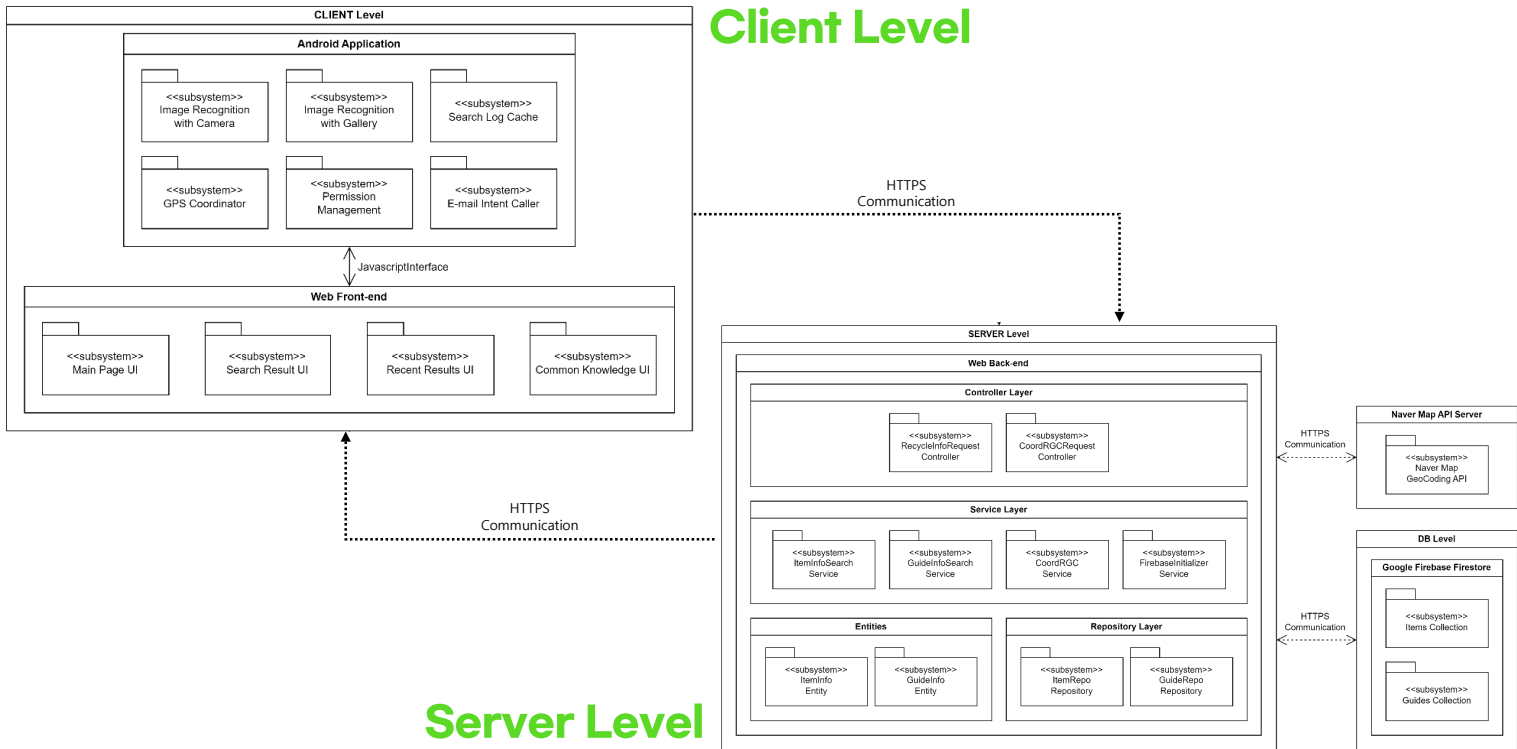 CLIENT Level
Client Level
Android Application
<<subsystem>>
Image Recognition
with Camera
<<subsystem>>
Image Recognition
with Gallery
<<subsystem>>
Search Log Cache
<<subsystem>>
GPS Coordinator
<<subsystem>>
Permission
Management
<<subsystem>>
E-mail Intent Caller
JavascriptInterface
Web Front-end
<<subsystem>>
Main Page UI
<<subsystem>>
Search Result UI
<<subsystem>>
Recent Results UI
<<subsystem>>
Common Knowledge UI
HTTPS
Communication
HTTPS
Communication
SERVER Level
Web Back-end
Controller Layer
<<subsystem>>
RecycleInfoRequest
Controller
<<subsystem>>
CoordRGCRequest
Controller
Service Layer
<<subsystem>>
ItemInfoSearch
Service
<<subsystem>>
GuideInfoSearch
Service
<<subsystem>>
CoordRGC
Service
<<subsystem>>
FirebaseInitializer
Service
Entities
<<subsystem>>
ItemInfo
Entity
<<subsystem>>
GuideInfo
Entity
Repository Layer
<<subsystem>>
ItemRepo
Repository
<<subsystem>>
GuideRepo
Repository
HTTPS
Communication
Naver Map API Server
<<subsystem>>
Naver Map
GeoCoding API
HTTPS
Communication
DB Level
Google Firebase Firestore
<<subsystem>>
Items Collection
<<subsystem>>
Guides Collection
Server Level